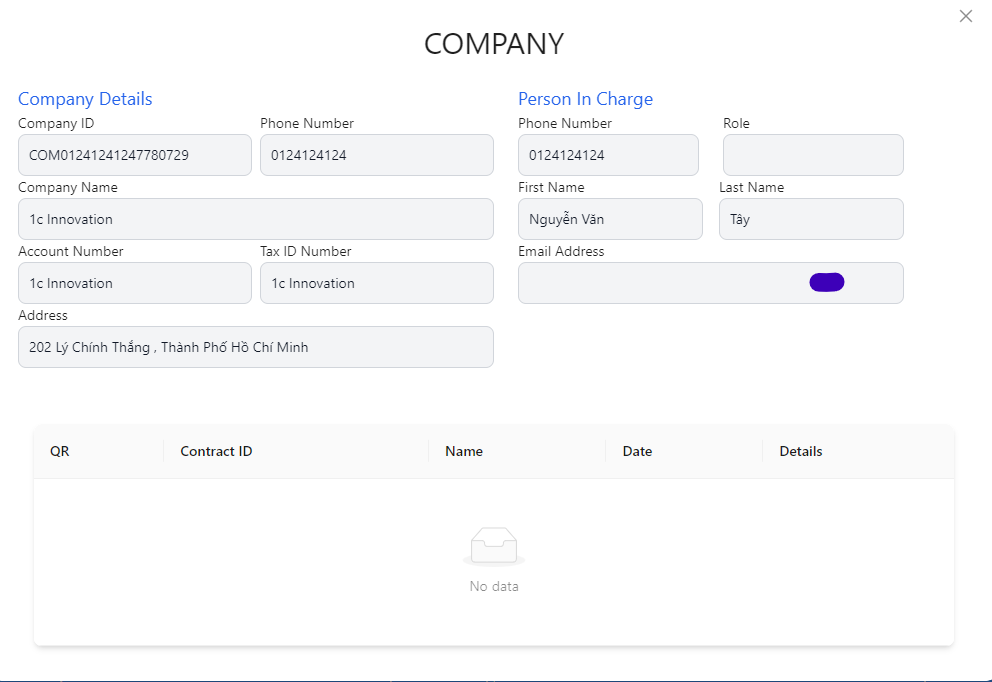 COMPANY
Company Details
Company ID
Phone Number
COM01241241247780729
0124124124
Company Name
1c Innovation
Account Number
Tax ID Number
1c Innovation
1c Innovation
Address
202 Lý Chính Thắng , Thành Phố Hồ Chí Minh
Person In Charge
Phone Number
Role
0124124124
First Name
Last Name
Nguyễn Văn
Tây
Email Address
QR
Contract ID
Name
Date
Details
No data